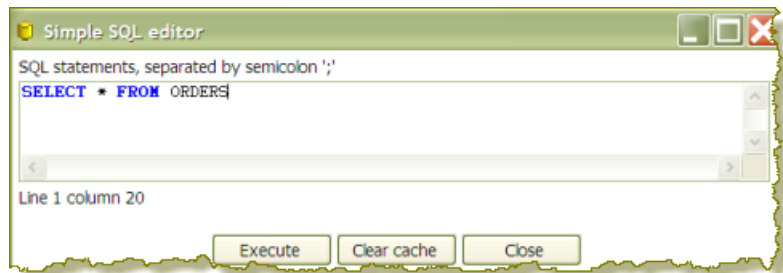 Simple SQL editor
SQL statements, separated by semicolon ';'
SELECT * FROM ORDERS
Line 1 column 20
Execute Clear cache Close